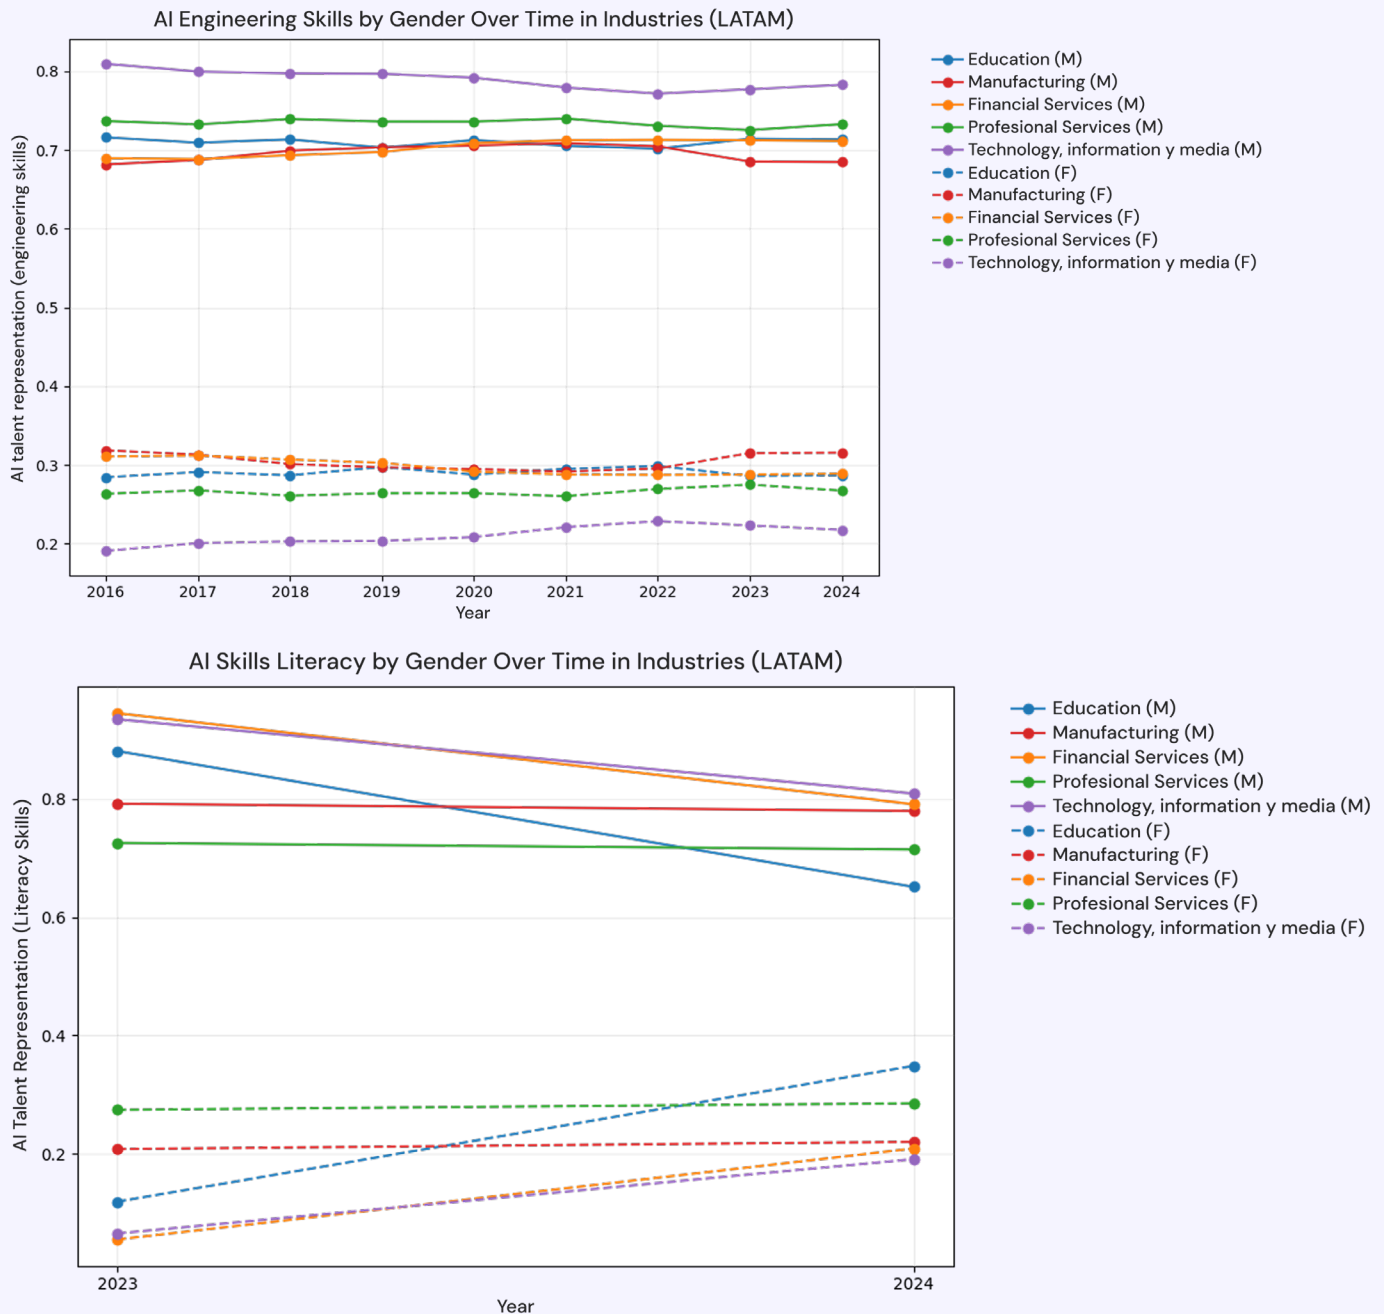 AI Engineering Skills by Gender Over Time in Industries (LATAM)
AI talent representation (engineering skills)
0.8
0.7
0.6
0.5
0.4
0.3
0.2
2016 2017 2018 2019 2020 2021 2022 2023 2024
Year
Education (M)
Manufacturing (M)
Financial Services (M)
Profesional Services (M)
Technology, information y media (M)
Education (F)
Manufacturing (F)
Financial Services (F)
Profesional Services (F)
Technology, information y media (F)
AI Skills Literacy by Gender Over Time in Industries (LATAM)
AI Talent Representation (Literacy Skills)
0.8
0.6
0.4
0.2
2023 2024
Year
Education (M)
Manufacturing (M)
Financial Services (M)
Profesional Services (M)
Technology, information y media (M)
Education (F)
Manufacturing (F)
Financial Services (F)
Profesional Services (F)
Technology, information y media (F)